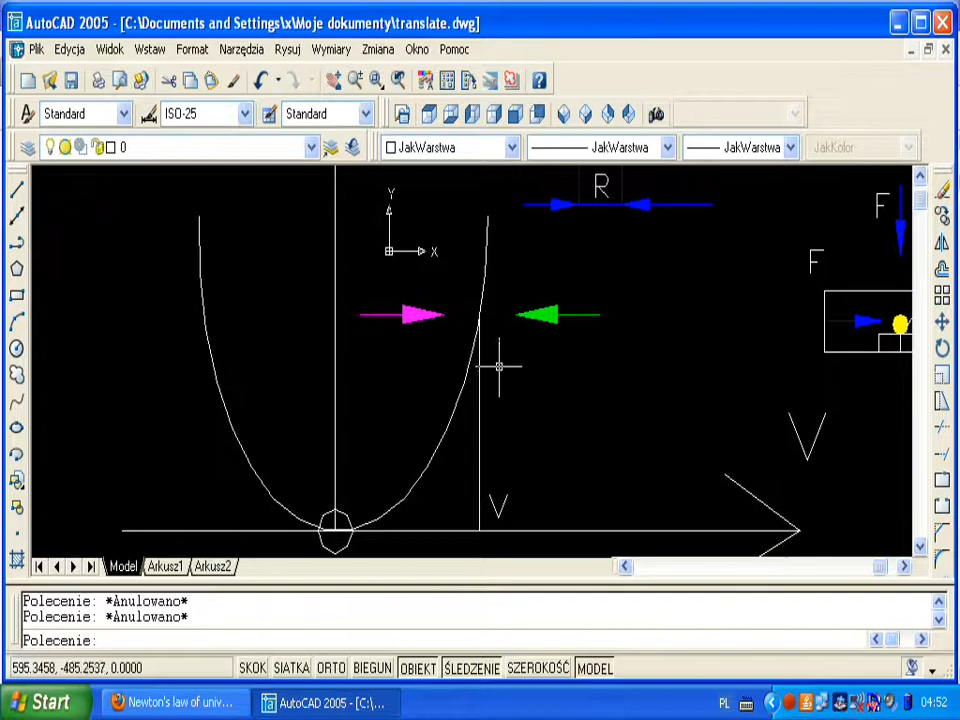 AutoCAD 2005 - [C:\Documents and Settings\x\Moje dokumenty\translate.dwg]
Plik Edycja Widok Wstaw Format Narzędzia Rysuj Wymiary Zmiana Okno Pomoc
Standard ISO-25 Standard
0 JakWarstwa JakWarstwa JakWarstwa JakKolor
R
Y
X
F
F
V
V
Model Arkusz1 Arkusz2
Polecenie: *Anulowano*
Polecenie: *Anulowano*
Polecenie:
595.3458, -485.2537, 0.0000 SKOK SIATKA ORTO BIEGUN OBIEKT ŚLEDZENIE SZEROKOŚĆ MODEL
Start Newton's law of univ... AutoCAD 2005 - [C:\... PL 04:52